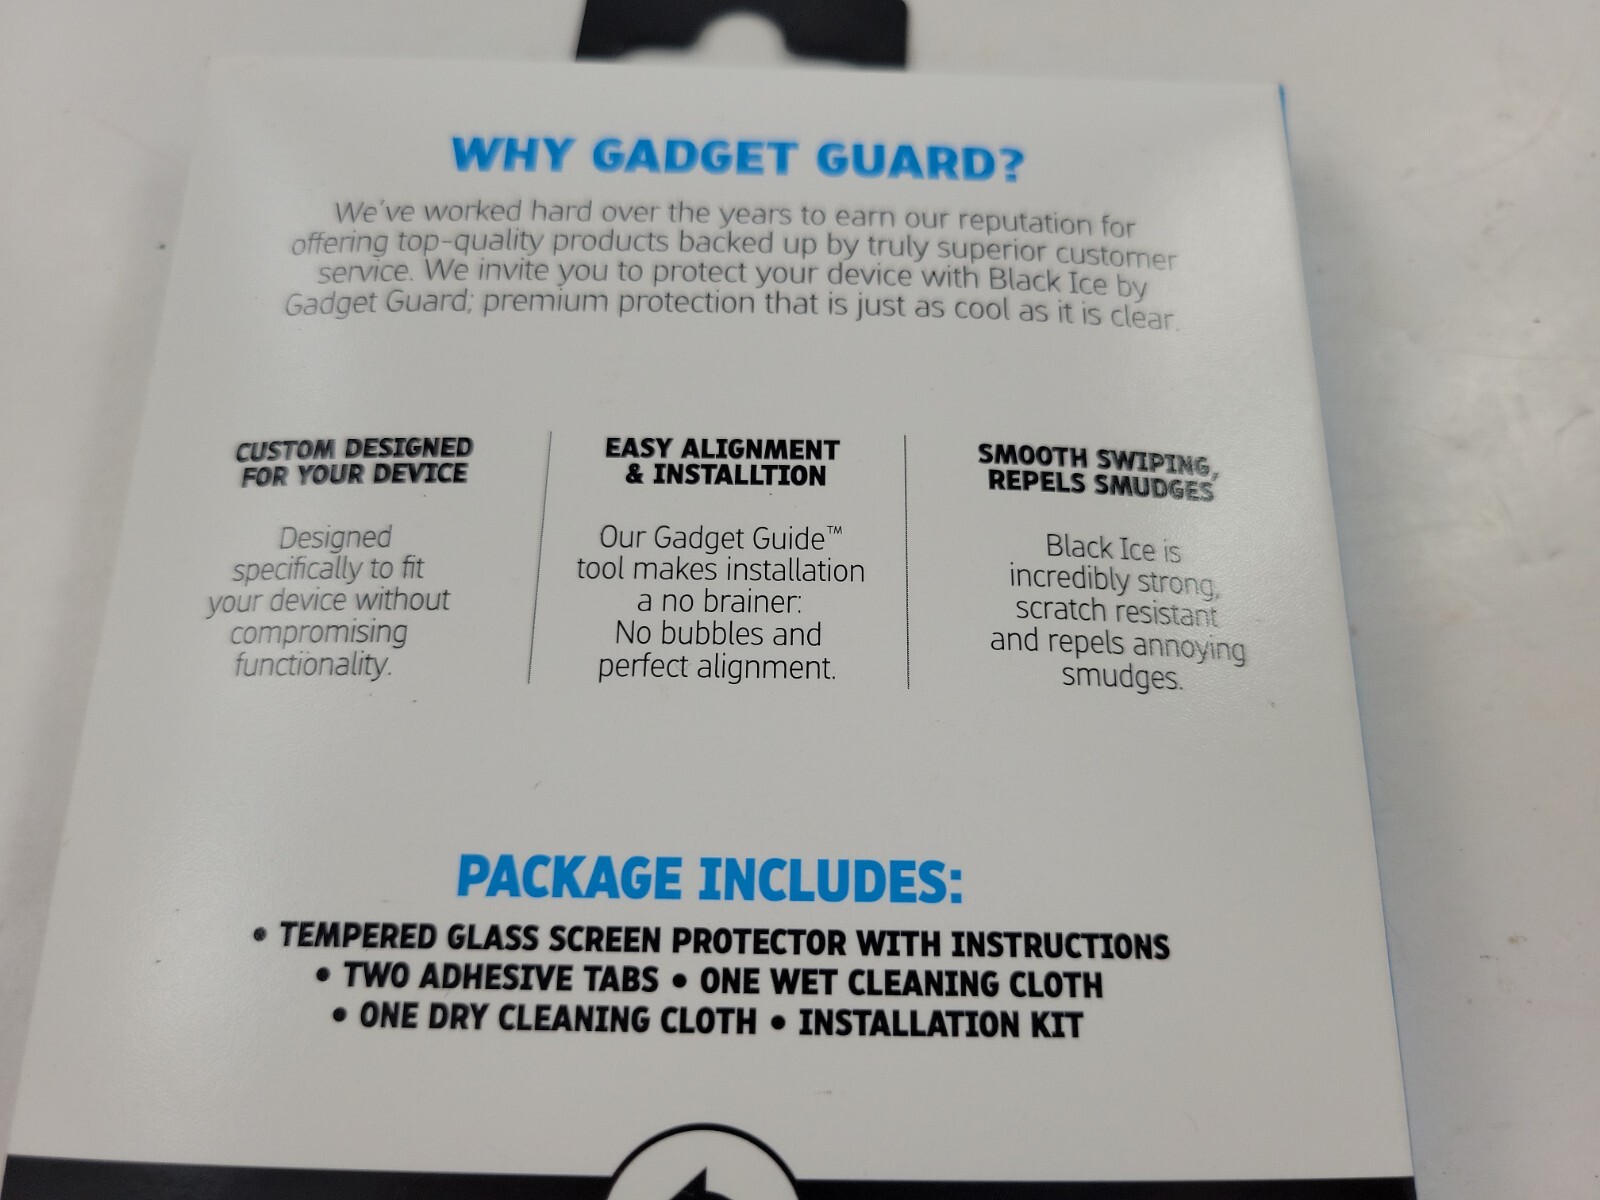 WHY GADGET GUARD?
We've worked hard over the years to earn our reputation for
offering top-quality products backed up by truly superior customer
service. We invite you to protect your device with Black Ice by
Gadget Guard; premium protection that is just as cool as it is clear.
CUSTOM DESIGNED
FOR YOUR DEVICE
Designed
specifically to fit
your device without
compromising
functionality.
EASY ALIGNMENT
& INSTALLTION
Our Gadget Guide™
tool makes installation
a no brainer:
No bubbles and
perfect alignment.
SMOOTH SWIPING,
REPELS SMUDGES
Black Ice is
incredibly strong,
scratch resistant
and repels annoying
smudges.
PACKAGE INCLUDES:
• TEMPERED GLASS SCREEN PROTECTOR WITH INSTRUCTIONS
• TWO ADHESIVE TABS • ONE WET CLEANING CLOTH
• ONE DRY CLEANING CLOTH • INSTALLATION KIT